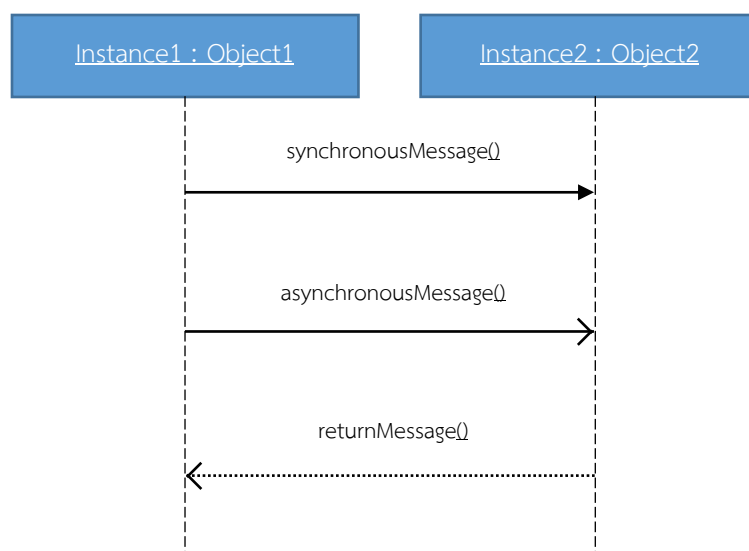 Instance1 : Object1
Instance2 : Object2
synchronousMessage()
asynchronousMessage()
returnMessage()